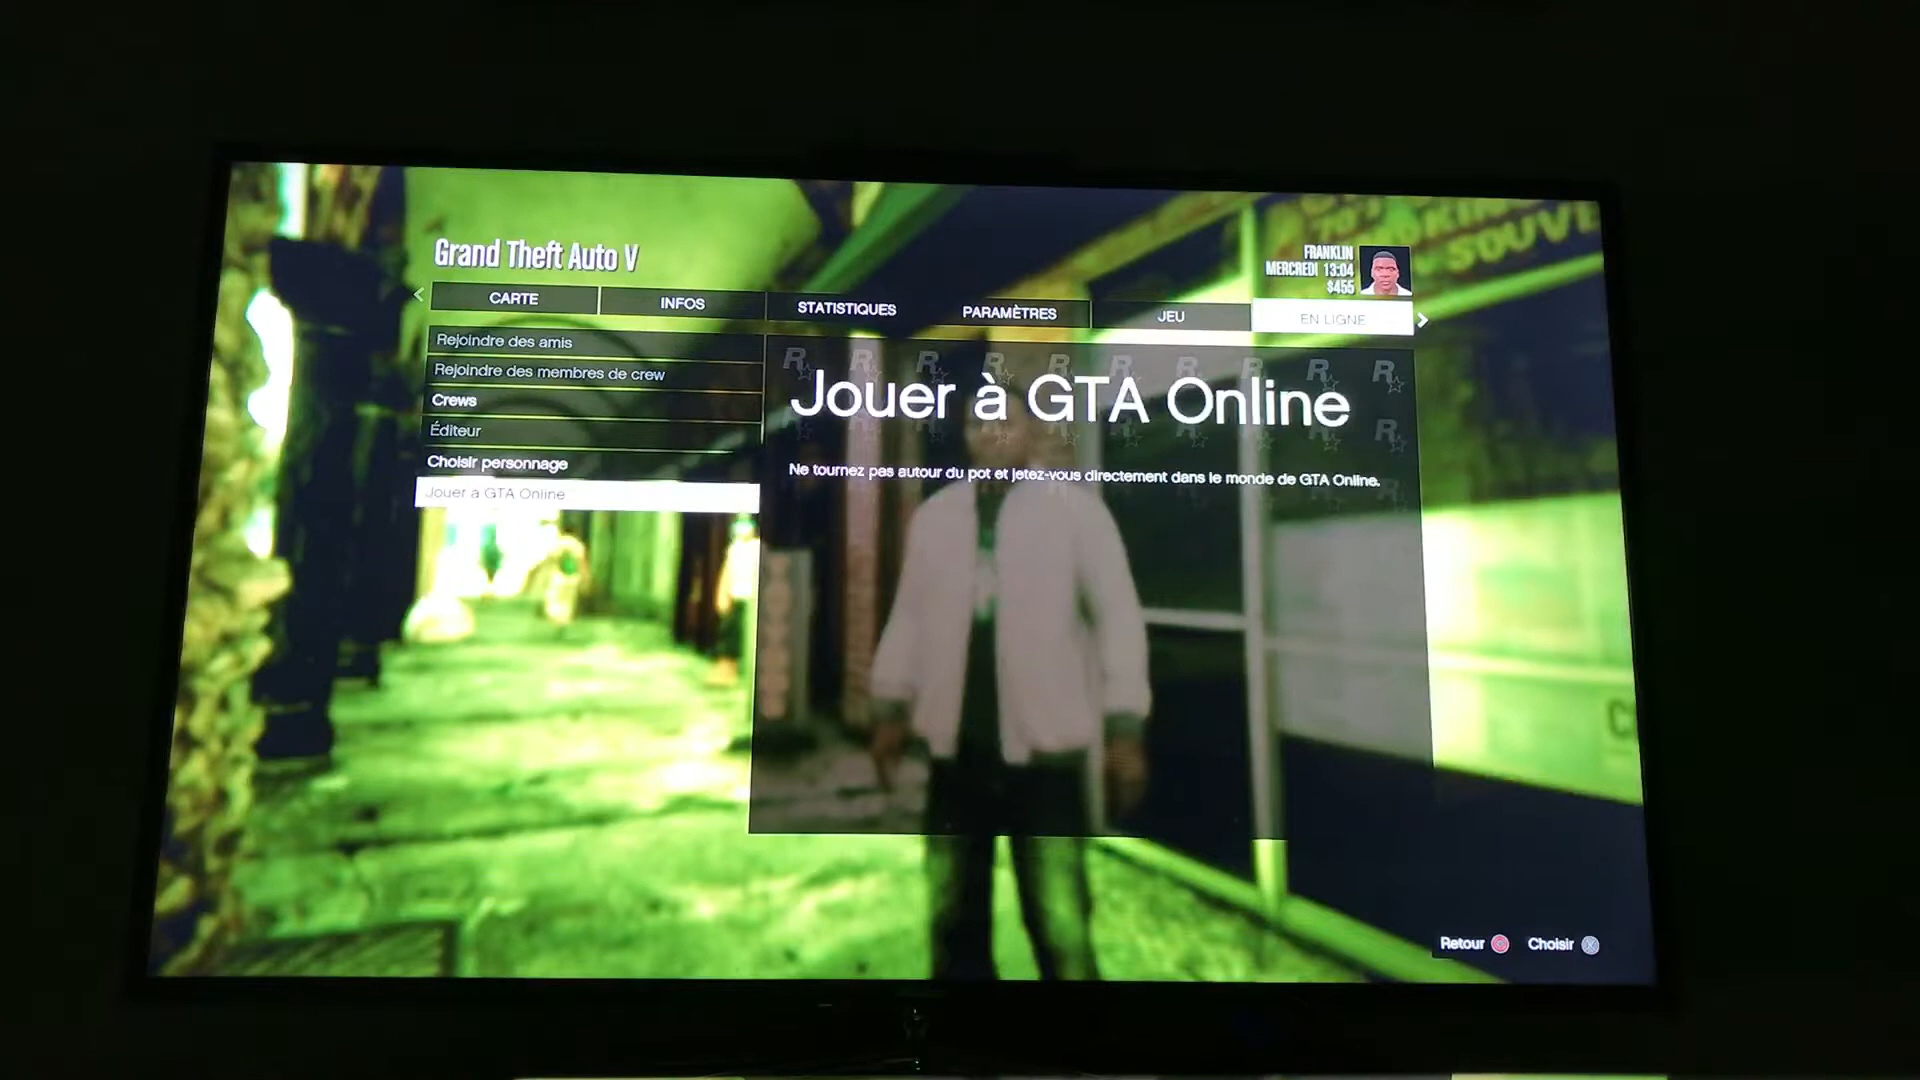 Grand Theft Auto V
FRANKLIN
MERCREDI 13:04
$455
CARTE
INFOS
STATISTIQUES
PARAMÈTRES
JEU
EN LIGNE
Rejoindre des amis
Rejoindre des membres de crew
Crews
Éditeur
Choisir personnage
Jouer à GTA Online
Jouer à GTA Online
Ne tournez pas autour du pot et jetez-vous directement dans le monde de GTA Online.
SOUVE
Retour
Choisir